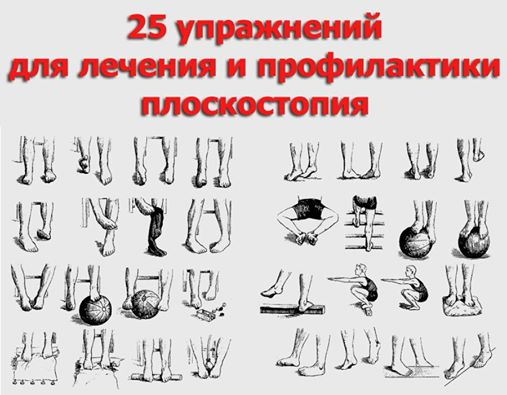 25 упражнений
для лечения и профилактики
плоскостопия